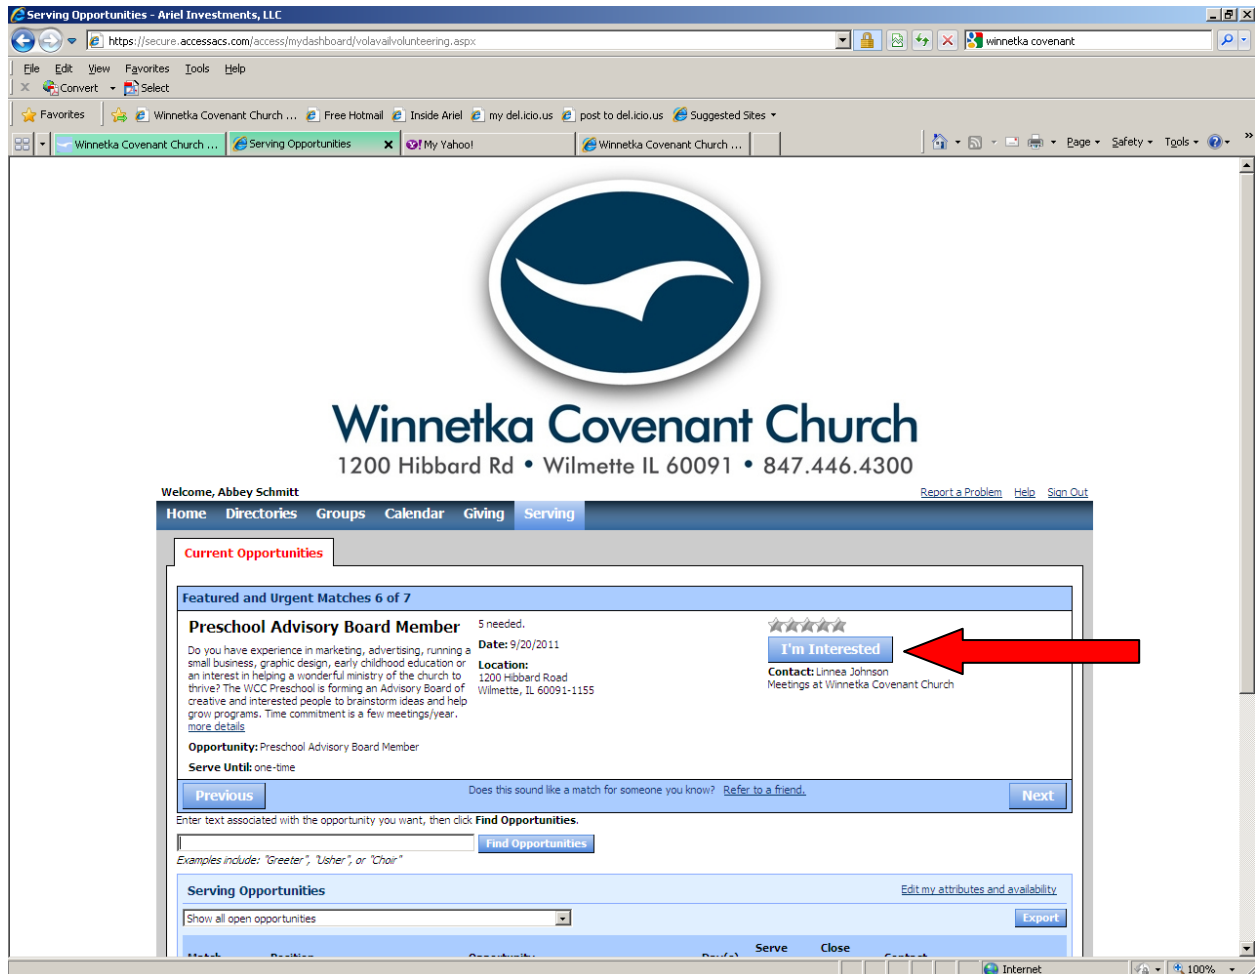 Serving Opportunities - Ariel Investments, LLC
https://secure.accessacs.com/access/mydashboard/volavailvolunteering.aspx
winnetka covenant
File Edit View Favorites Tools Help
Convert Select
Favorites Winnetka Covenant Church ... Free Hotmail Inside Ariel my del.icio.us post to del.icio.us Suggested Sites
Winnetka Covenant Church ... Serving Opportunities My Yahoo! Winnetka Covenant Church ... Page Safety Tools »
Winnetka Covenant Church
1200 Hibbard Rd • Wilmette IL 60091 • 847.446.4300
Welcome, Abbey Schmitt Report a Problem Help Sign Out
Home Directories Groups Calendar Giving Serving
Current Opportunities
Featured and Urgent Matches 6 of 7
Preschool Advisory Board Member
Do you have experience in marketing, advertising, running a
small business, graphic design, early childhood education or
an interest in helping a wonderful ministry of the church to
thrive? The WCC Preschool is forming an Advisory Board of
creative and interested people to brainstorm ideas and help
grow programs. Time commitment is a few meetings/year.
more details
Opportunity: Preschool Advisory Board Member
Serve Until: one-time
5 needed.
Date: 9/20/2011
Location:
1200 Hibbard Road
Wilmette, IL 60091-1155
I'm Interested
Contact: Linnea Johnson
Meetings at Winnetka Covenant Church
Previous Does this sound like a match for someone you know? Refer to a friend. Next
Enter text associated with the opportunity you want, then click Find Opportunities.
Find Opportunities
Examples include: "Greeter", "Usher", or "Choir"
Serving Opportunities Edit my attributes and availability
Show all open opportunities Export
Serve Close
Match Position Opportunity Day(s) Contact
Internet 100%